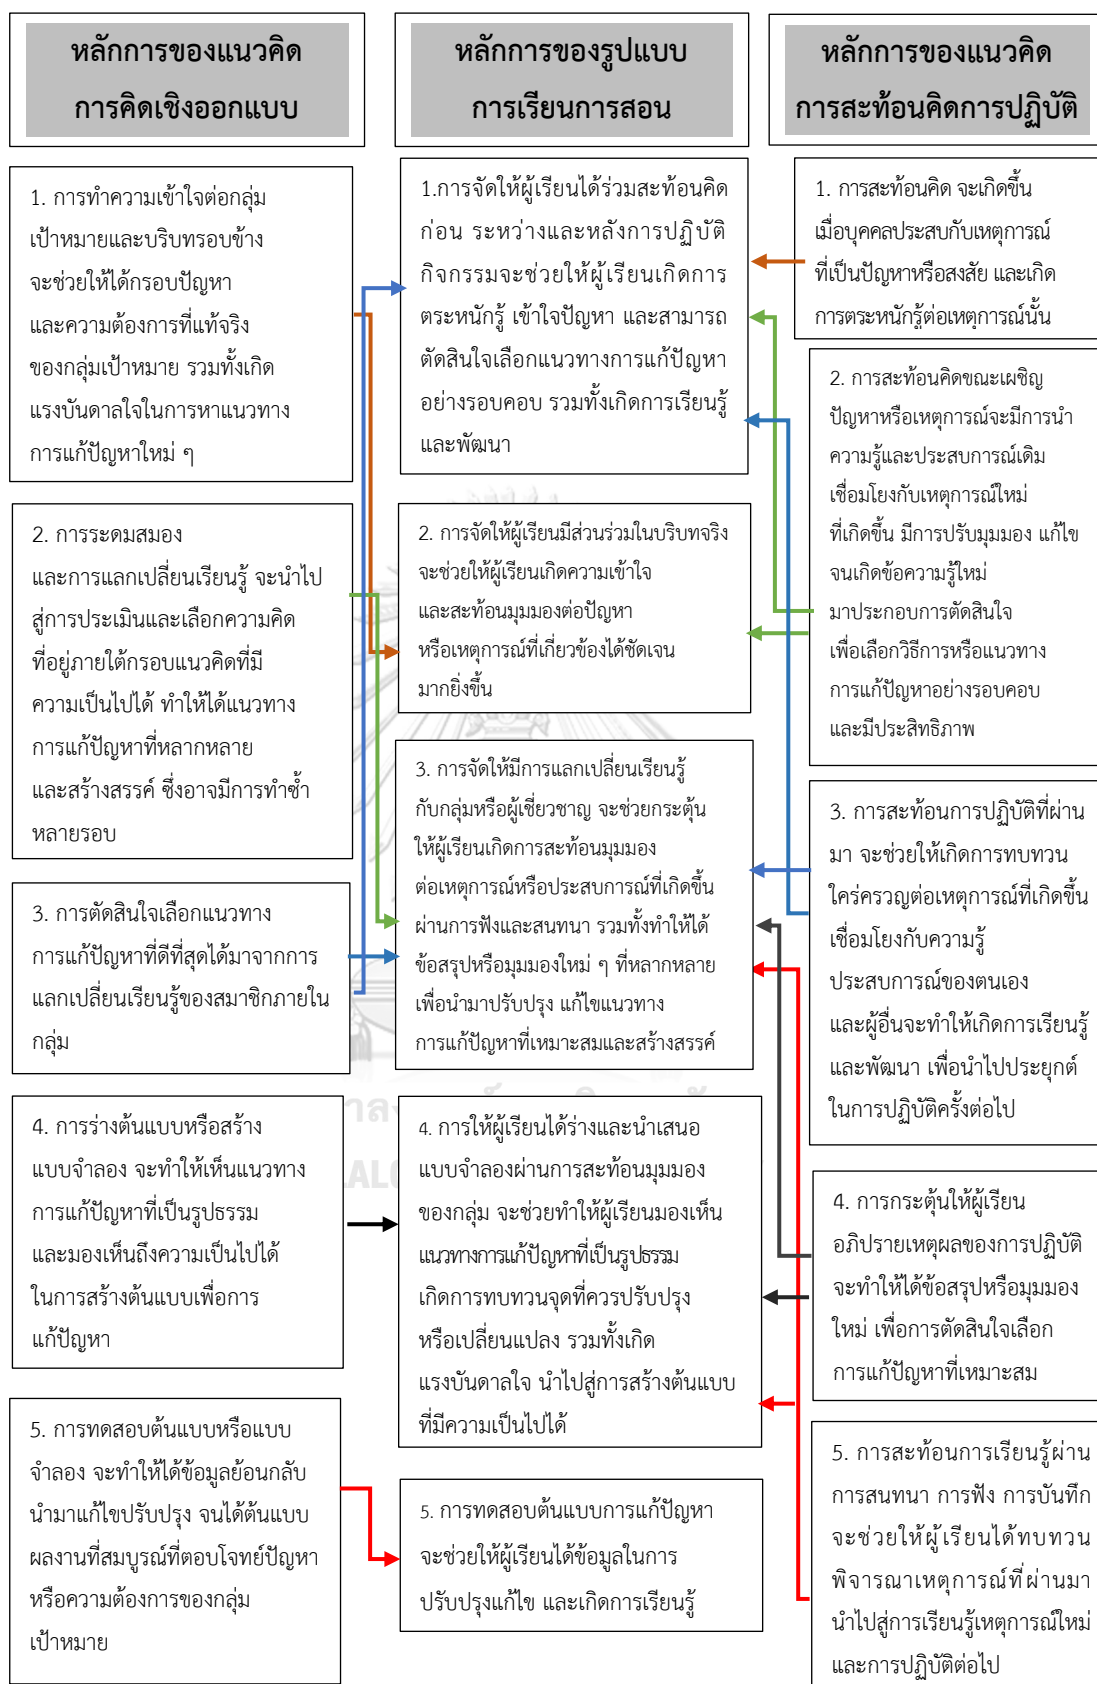 หลักการของแนวคิด
การคิดเชิงออกแบบ
1. การทำความเข้าใจต่อกลุ่ม
เป้าหมายและบริบทรอบข้าง
จะช่วยให้ได้กรอบปัญหา
และความต้องการที่แท้จริง
ของกลุ่มเป้าหมาย รวมทั้งเกิด
แรงบันดาลใจในการหาแนวทาง
การแก้ปัญหาใหม่ ๆ
2. การระดมสมอง
และการแลกเปลี่ยนเรียนรู้ จะนำไป
สู่การประเมินและเลือกความคิด
ที่อยู่ภายใต้กรอบแนวคิดที่มี
ความเป็นไปได้ ทำให้ได้แนวทาง
การแก้ปัญหาที่หลากหลาย
และสร้างสรรค์ ซึ่งอาจมีการทำซ้ำ
หลายรอบ
3. การตัดสินใจเลือกแนวทาง
การแก้ปัญหาที่ดีที่สุดได้มาจากการ
แลกเปลี่ยนเรียนรู้ของสมาชิกภายใน
กลุ่ม
4. การร่างต้นแบบหรือสร้าง
แบบจำลอง จะทำให้เห็นแนวทาง
การแก้ปัญหาที่เป็นรูปธรรม
และมองเห็นถึงความเป็นไปได้
ในการสร้างต้นแบบเพื่อการ
แก้ปัญหา
5. การทดสอบต้นแบบหรือแบบ
จำลอง จะทำให้ได้ข้อมูลย้อนกลับ
นำมาแก้ไขปรับปรุง จนได้ต้นแบบ
ผลงานที่สมบูรณ์ที่ตอบโจทย์ปัญหา
หรือความต้องการของกลุ่ม
เป้าหมาย
หลักการของรูปแบบ
การเรียนการสอน
1.การจัดให้ผู้เรียนได้ร่วมสะท้อนคิด
ก่อน ระหว่างและหลังการปฏิบัติ
กิจกรรมจะช่วยให้ผู้เรียนเกิดการ
ตระหนักรู้ เข้าใจปัญหา และสามารถ
ตัดสินใจเลือกแนวทางการแก้ปัญหา
อย่างรอบคอบ รวมทั้งเกิดการเรียนรู้
และพัฒนา
2. การจัดให้ผู้เรียนมีส่วนร่วมในบริบทจริง
จะช่วยให้ผู้เรียนเกิดความเข้าใจ
และสะท้อนมุมมองต่อปัญหา
หรือเหตุการณ์ที่เกี่ยวข้องได้ชัดเจน
มากยิ่งขึ้น
3. การจัดให้มีการแลกเปลี่ยนเรียนรู้
กับกลุ่มหรือผู้เชี่ยวชาญ จะช่วยกระตุ้น
ให้ผู้เรียนเกิดการสะท้อนมุมมอง
ต่อเหตุการณ์หรือประสบการณ์ที่เกิดขึ้น
ผ่านการฟังและสนทนา รวมทั้งทำให้ได้
ข้อสรุปหรือมุมมองใหม่ ๆ ที่หลากหลาย
เพื่อนำมาปรับปรุง แก้ไขแนวทาง
การแก้ปัญหาที่เหมาะสมและสร้างสรรค์
4. การให้ผู้เรียนได้ร่างและนำเสนอ
แบบจำลองผ่านการสะท้อนมุมมอง
ของกลุ่ม จะช่วยทำให้ผู้เรียนมองเห็น
แนวทางการแก้ปัญหาที่เป็นรูปธรรม
เกิดการทบทวนจุดที่ควรปรับปรุง
หรือเปลี่ยนแปลง รวมทั้งเกิด
แรงบันดาลใจ นำไปสู่การสร้างต้นแบบ
ที่มีความเป็นไปได้
5. การทดสอบต้นแบบการแก้ปัญหา
จะช่วยให้ผู้เรียนได้ข้อมูลในการ
ปรับปรุงแก้ไข และเกิดการเรียนรู้
หลักการของแนวคิด
การสะท้อนคิดการปฏิบัติ
1. การสะท้อนคิด จะเกิดขึ้น
เมื่อบุคคลประสบกับเหตุการณ์
ที่เป็นปัญหาหรือสงสัย และเกิด
การตระหนักรู้ต่อเหตุการณ์นั้น
2. การสะท้อนคิดขณะเผชิญ
ปัญหาหรือเหตุการณ์จะมีการนำ
ความรู้และประสบการณ์เดิม
เชื่อมโยงกับเหตุการณ์ใหม่
ที่เกิดขึ้น มีการปรับมุมมอง แก้ไข
จนเกิดข้อความรู้ใหม่
มาประกอบการตัดสินใจ
เพื่อเลือกวิธีการหรือแนวทาง
การแก้ปัญหาอย่างรอบคอบ
และมีประสิทธิภาพ
3. การสะท้อนการปฏิบัติที่ผ่าน
มา จะช่วยให้เกิดการทบทวน
ใคร่ครวญต่อเหตุการณ์ที่เกิดขึ้น
เชื่อมโยงกับความรู้
ประสบการณ์ของตนเอง
และผู้อื่นจะทำให้เกิดการเรียนรู้
และพัฒนา เพื่อนำไปประยุกต์
ในการปฏิบัติครั้งต่อไป
4. การกระตุ้นให้ผู้เรียน
อภิปรายเหตุผลของการปฏิบัติ
จะทำให้ได้ข้อสรุปหรือมุมมอง
ใหม่ เพื่อการตัดสินใจเลือก
การแก้ปัญหาที่เหมาะสม
5. การสะท้อนการเรียนรู้ผ่าน
การสนทนา การฟัง การบันทึก
จะช่วยให้ผู้เรียนได้ทบทวน
พิจารณาเหตุการณ์ที่ผ่านมา
นำไปสู่การเรียนรู้เหตุการณ์ใหม่
และการปฏิบัติต่อไป